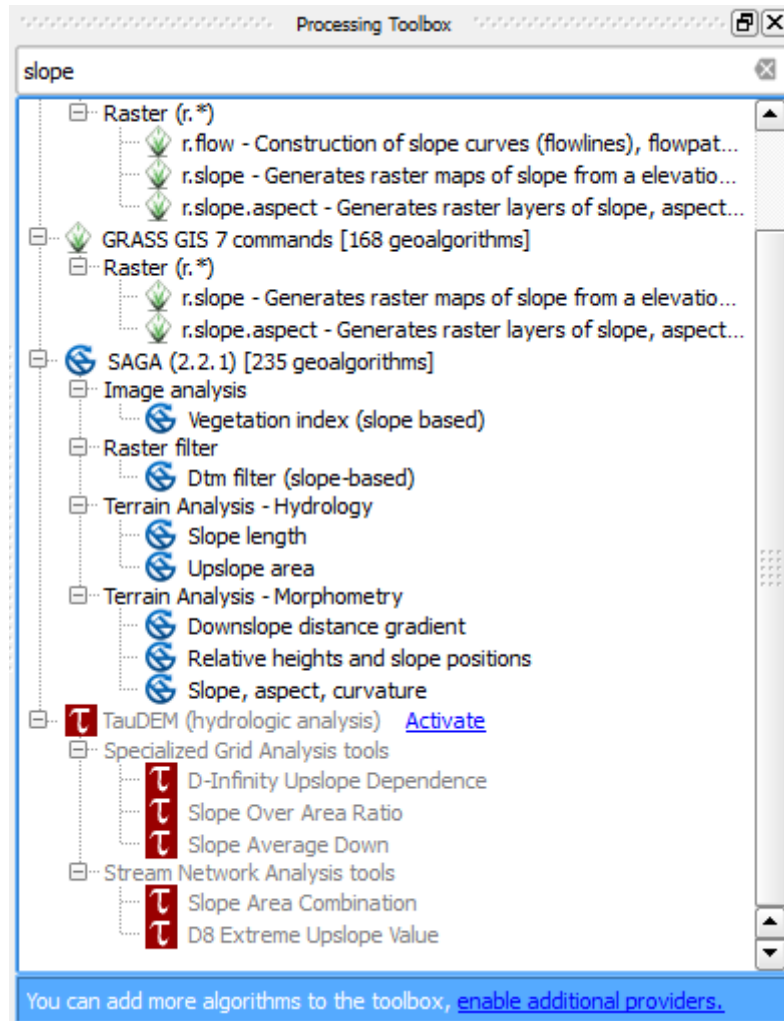 Processing Toolbox
slope
Raster (r.*)
r.flow - Construction of slope curves (flowlines), flowpat...
r.slope - Generates raster maps of slope from a elevatio...
r.slope.aspect - Generates raster layers of slope, aspect...
GRASS GIS 7 commands [168 geoalgorithms]
Raster (r.*)
r.slope - Generates raster maps of slope from a elevatio...
r.slope.aspect - Generates raster layers of slope, aspect...
SAGA (2.2.1) [235 geoalgorithms]
Image analysis
Vegetation index (slope based)
Raster filter
Dtm filter (slope-based)
Terrain Analysis - Hydrology
Slope length
Upslope area
Terrain Analysis - Morphometry
Downslope distance gradient
Relative heights and slope positions
Slope, aspect, curvature
TauDEM (hydrologic analysis) Activate
Specialized Grid Analysis tools
D-Infinity Upslope Dependence
Slope Over Area Ratio
Slope Average Down
Stream Network Analysis tools
Slope Area Combination
D8 Extreme Upslope Value
You can add more algorithms to the toolbox, enable additional providers.